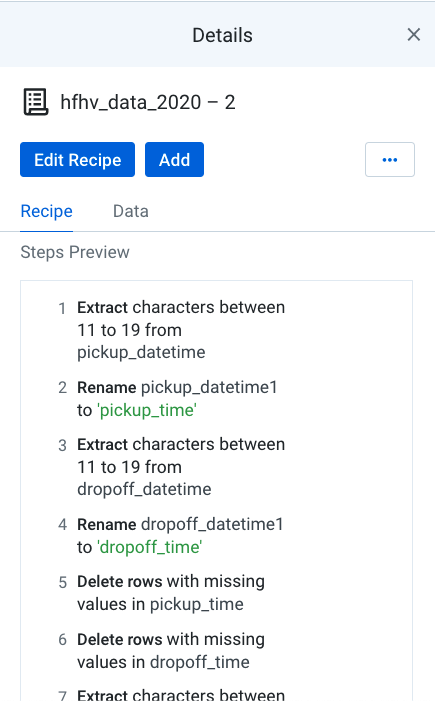 Details
hfhv_data_2020 – 2
Edit Recipe Add
Recipe Data
Steps Preview
1 Extract characters between
11 to 19 from
pickup_datetime
2 Rename pickup_datetime1
to 'pickup_time'
3 Extract characters between
11 to 19 from
dropoff_datetime
4 Rename dropoff_datetime1
to 'dropoff_time'
5 Delete rows with missing
values in pickup_time
6 Delete rows with missing
values in dropoff_time
7 Extract characters between